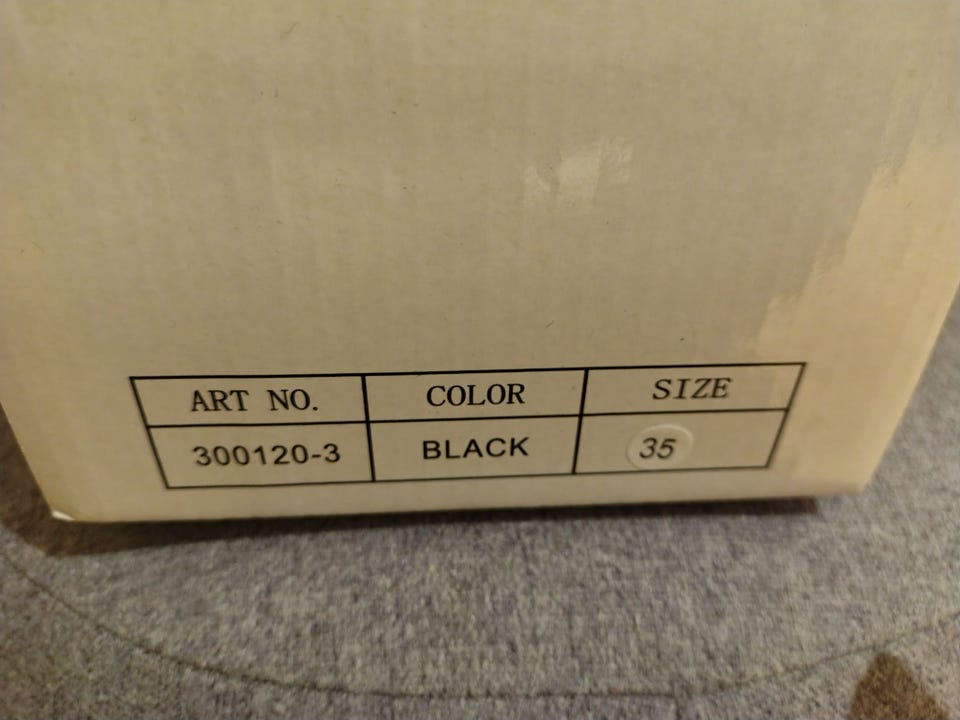 ART NO. COLOR SIZE
300120-3 BLACK 35